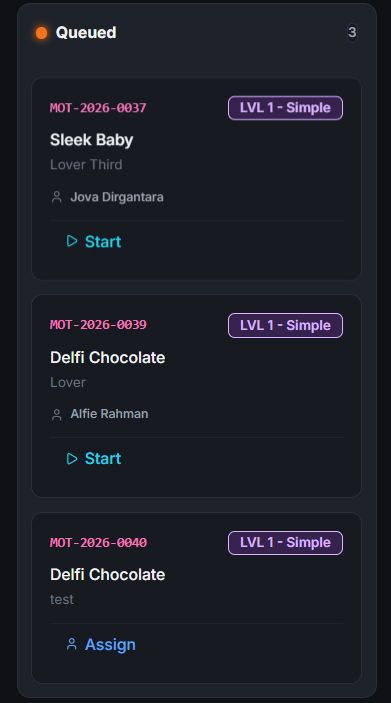 Queued 3
MOT-2026-0037 LVL 1 - Simple
Sleek Baby
Lover Third
Jova Dirgantara
Start
MOT-2026-0039 LVL 1 - Simple
Delfi Chocolate
Lover
Alfie Rahman
Start
MOT-2026-0040 LVL 1 - Simple
Delfi Chocolate
test
Assign